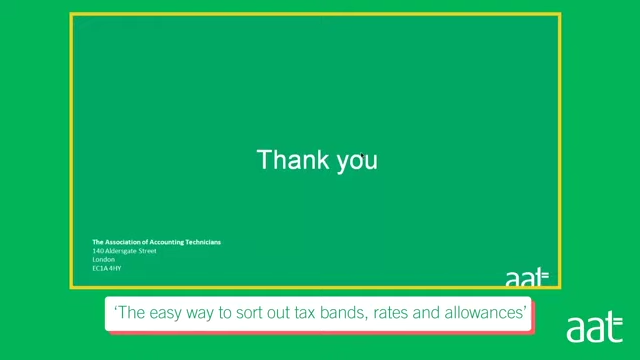 Thank you
The Association of Accounting Technicians
140 Aldersgate Street
London
EC1A 4HY
aat
‘The easy way to sort out tax bands, rates and allowances’
aat